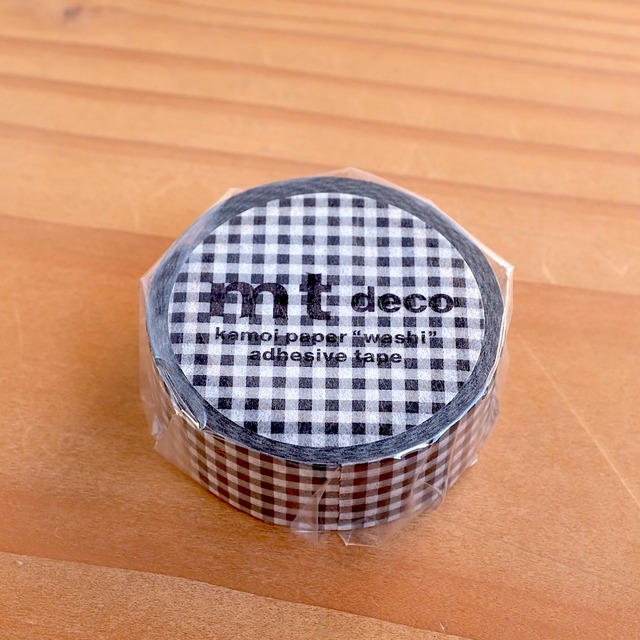 mt deco
kamoi paper “washi”
adhesive tape